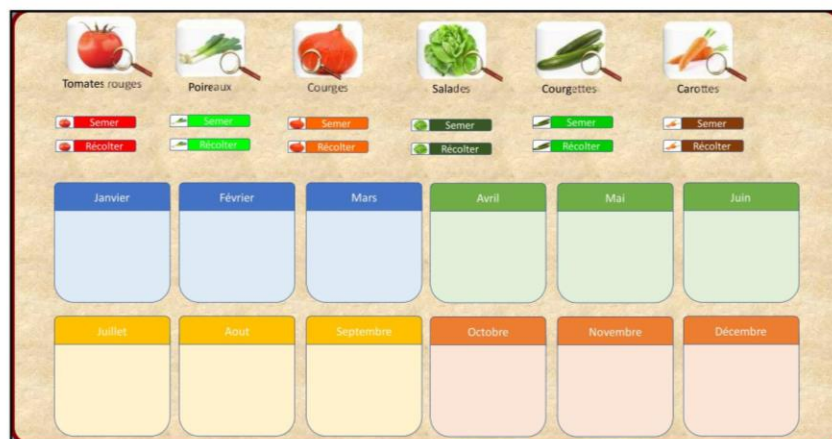 Tomates rouges
Poireaux
Courges
Salades
Courgettes
Carottes
Semer
Semer
Semer
Semer
Semer
Semer
Récolter
Récolter
Récolter
Récolter
Récolter
Récolter
Janvier
Février
Mars
Avril
Mai
Juin
Juillet
Aout
Septembre
Octobre
Novembre
Décembre